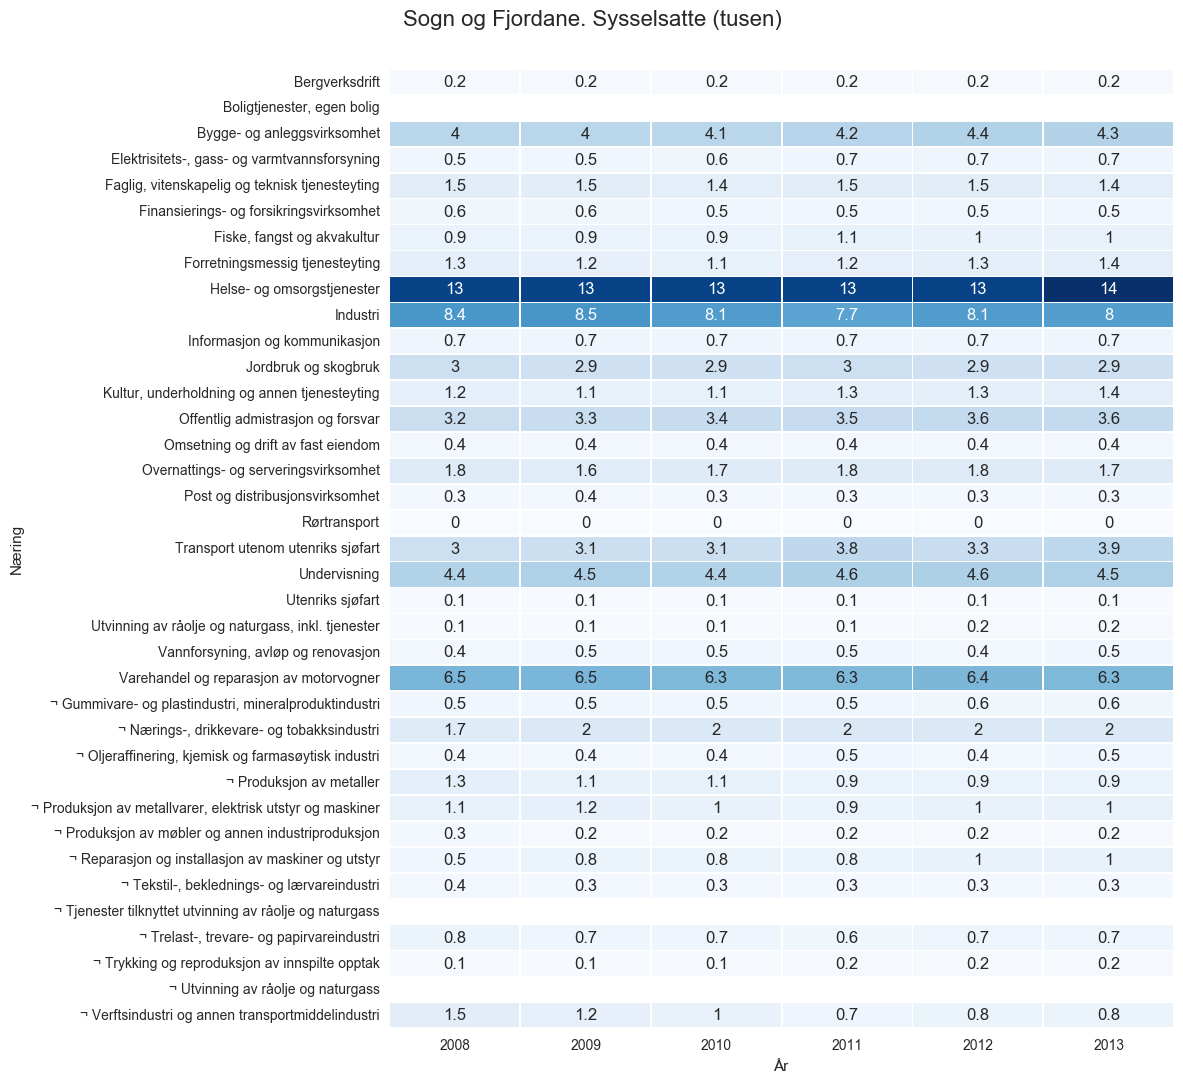 Sogn og Fjordane. Sysselsatte (tusen)
Bergverksdrift 0.2 0.2 0.2 0.2 0.2 0.2
Boligtjenester, egen bolig
Bygge- og anleggsvirksomhet 4 4 4.1 4.2 4.4 4.3
Elektrisitets-, gass- og varmtvannsforsyning 0.5 0.5 0.6 0.7 0.7 0.7
Faglig, vitenskapelig og teknisk tjenesteyting 1.5 1.5 1.4 1.5 1.5 1.4
Finansierings- og forsikringsvirksomhet 0.6 0.6 0.5 0.5 0.5 0.5
Fiske, fangst og akvakultur 0.9 0.9 0.9 1.1 1 1
Forretningsmessig tjenesteyting 1.3 1.2 1.1 1.2 1.3 1.4
Helse- og omsorgstjenester 13 13 13 13 13 14
Industri 8.4 8.5 8.1 7.7 8.1 8
Informasjon og kommunikasjon 0.7 0.7 0.7 0.7 0.7 0.7
Jordbruk og skogbruk 3 2.9 2.9 3 2.9 2.9
Kultur, underholdning og annen tjenesteyting 1.2 1.1 1.1 1.3 1.3 1.4
Offentlig admistrasjon og forsvar 3.2 3.3 3.4 3.5 3.6 3.6
Omsetning og drift av fast eiendom 0.4 0.4 0.4 0.4 0.4 0.4
Overnattings- og serveringsvirksomhet 1.8 1.6 1.7 1.8 1.8 1.7
Post og distribusjonsvirksomhet 0.3 0.4 0.3 0.3 0.3 0.3
Rørtransport 0 0 0 0 0 0
Næring
Transport utenom utenriks sjøfart 3 3.1 3.1 3.8 3.3 3.9
Undervisning 4.4 4.5 4.4 4.6 4.6 4.5
Utenriks sjøfart 0.1 0.1 0.1 0.1 0.1 0.1
Utvinning av råolje og naturgass, inkl. tjenester 0.1 0.1 0.1 0.1 0.2 0.2
Vannforsyning, avløp og renovasjon 0.4 0.5 0.5 0.5 0.4 0.5
Varehandel og reparasjon av motorvogner 6.5 6.5 6.3 6.3 6.4 6.3
¬ Gummivare- og plastindustri, mineralproduktindustri 0.5 0.5 0.5 0.5 0.6 0.6
¬ Nærings-, drikkevare- og tobakksindustri 1.7 2 2 2 2 2
¬ Oljeraffinering, kjemisk og farmasøytisk industri 0.4 0.4 0.4 0.5 0.4 0.5
¬ Produksjon av metaller 1.3 1.1 1.1 0.9 0.9 0.9
¬ Produksjon av metallvarer, elektrisk utstyr og maskiner 1.1 1.2 1 0.9 1 1
¬ Produksjon av møbler og annen industriproduksjon 0.3 0.2 0.2 0.2 0.2 0.2
¬ Reparasjon og installasjon av maskiner og utstyr 0.5 0.8 0.8 0.8 1 1
¬ Tekstil-, beklednings- og lærvareindustri 0.4 0.3 0.3 0.3 0.3 0.3
¬ Tjenester tilknyttet utvinning av råolje og naturgass
¬ Trelast-, trevare- og papirvareindustri 0.8 0.7 0.7 0.6 0.7 0.7
¬ Trykking og reproduksjon av innspilte opptak 0.1 0.1 0.1 0.2 0.2 0.2
¬ Utvinning av råolje og naturgass
¬ Verftsindustri og annen transportmiddelindustri 1.5 1.2 1 0.7 0.8 0.8
2008 2009 2010 2011 2012 2013
År